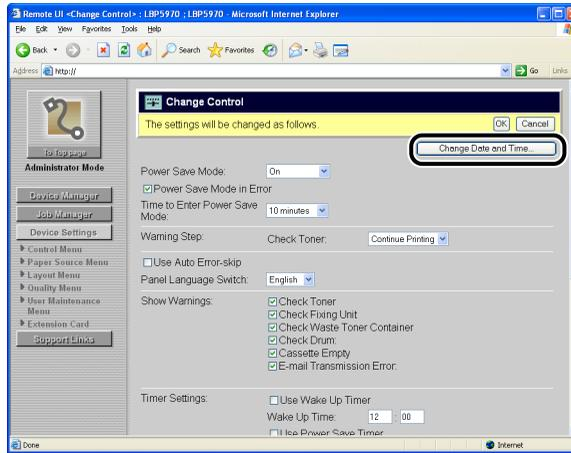 Remote UI <Change Control> : LBP5970 ; LBP5970 - Microsoft Internet Explorer
File Edit View Favorites Tools Help
Back Search Favorites
Address http:// Go Links
To Top page
Administrator Mode
Device Manager
Job Manager
Device Settings
Control Menu
Paper Source Menu
Layout Menu
Quality Menu
User Maintenance
Menu
Extension Card
Support Links
Change Control
The settings will be changed as follows. OK Cancel
Change Date and Time...
Power Save Mode: On
Power Save Mode in Error
Time to Enter Power Save
Mode: 10 minutes
Warning Step: Check Toner: Continue Printing
Use Auto Error-skip
Panel Language Switch: English
Show Warnings: Check Toner
Check Fixing Unit
Check Waste Toner Container
Check Drum:
Cassette Empty
E-mail Transmission Error:
Timer Settings: Use Wake Up Timer
Wake Up Time: 12 : 00
Use Power Save Timer
Done Internet